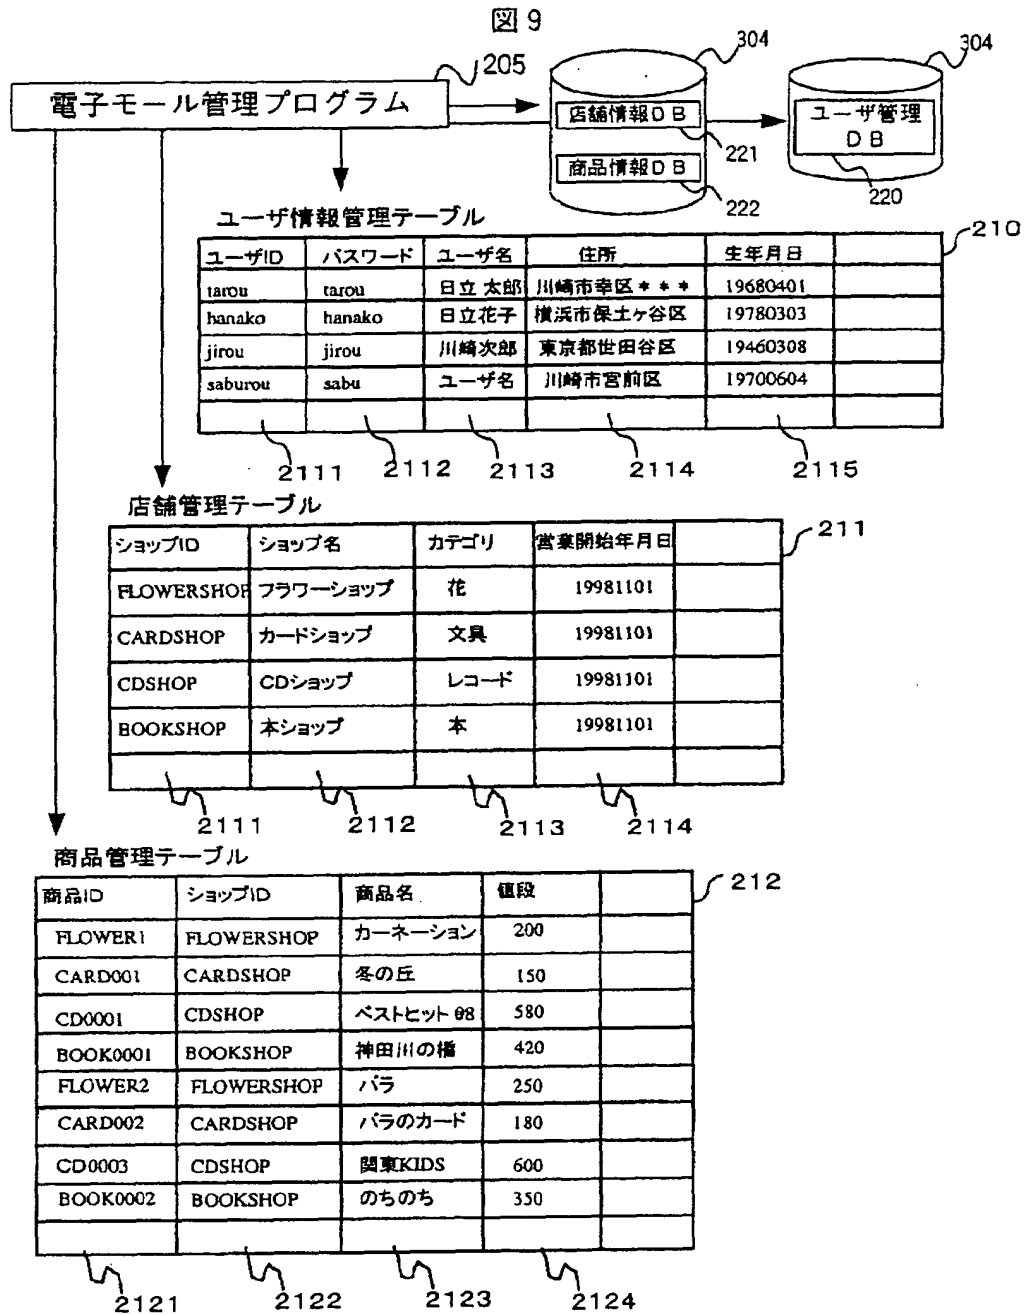 図9
304
304
205
電子モール管理プログラム
店舗情報DB
221
商品情報DB
222
ユーザ管理
DB
220
ユーザ情報管理テーブル
210
ユーザID パスワード ユーザ名 住所 生年月日
tarou tarou 日立 太郎 川崎市幸区*** 19680401
hanako hanako 日立花子 横浜市保土ヶ谷区 19780303
jirou jirou 川崎次郎 東京都世田谷区 19460308
saburou sabu ユーザ名 川崎市宮前区 19700604
2111 2112 2113 2114 2115
店舗管理テーブル
211
ショップID ショップ名 カテゴリ 営業開始年月日
FLOWERSHOP フラワーショップ 花 19981101
CARDSHOP カードショップ 文具 19981101
CDSHOP CDショップ レコード 19981101
BOOKSHOP 本ショップ 本 19981101
2111 2112 2113 2114
商品管理テーブル
212
商品ID ショップID 商品名 値段
FLOWER1 FLOWERSHOP カーネーション 200
CARD001 CARDSHOP 冬の丘 150
CD0001 CDSHOP ベストヒット 98 580
BOOK0001 BOOKSHOP 神田川の橋 420
FLOWER2 FLOWERSHOP バラ 250
CARD002 CARDSHOP バラのカード 180
CD0003 CDSHOP 関東KIDS 600
BOOK0002 BOOKSHOP のちのち 350
2121 2122 2123 2124